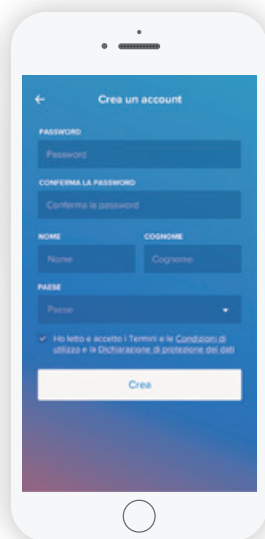 Crea un account
PASSWORD
Password
CONFERMA LA PASSWORD
Conferma la password
NOME COGNOME
Nome Cognome
PAESE
Paese
Ho letto e accetto i Termini e le Condizioni di
utilizzo e la Dichiarazione di protezione dei dati
Crea